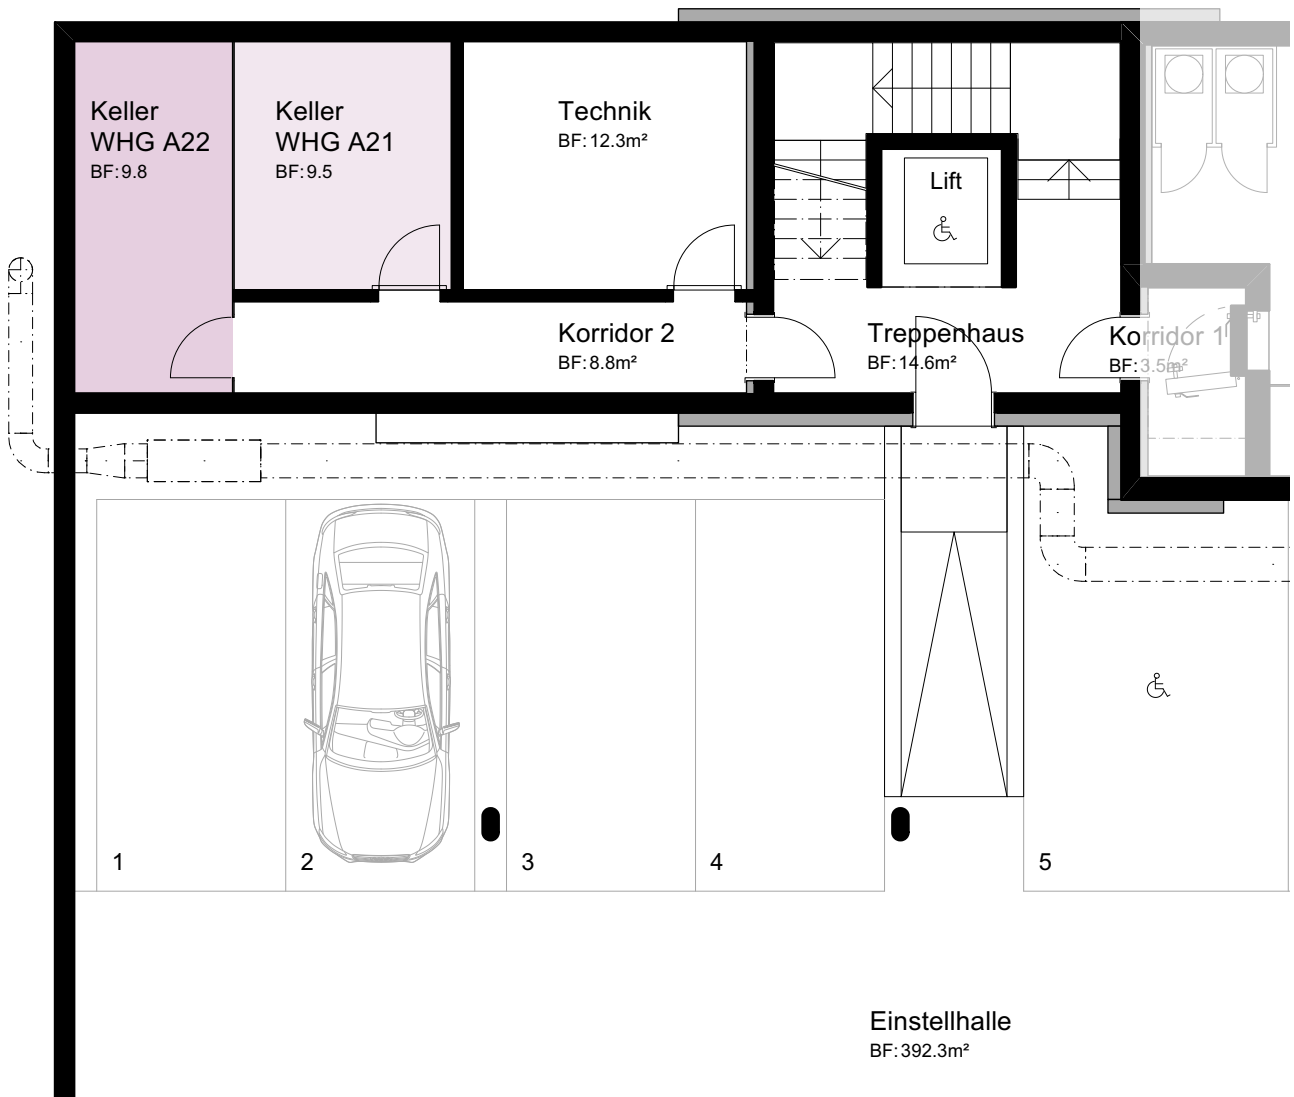 Keller
WHG A22
BF:9.8
Keller
WHG A21
BF:9.5
Technik
BF:12.3m²
Lift
Korridor 2
BF:8.8m²
Treppenhaus
BF:14.6m²
Korridor 1
BF:3.5m²
1
2
3
4
5
Einstellhalle
BF:392.3m²